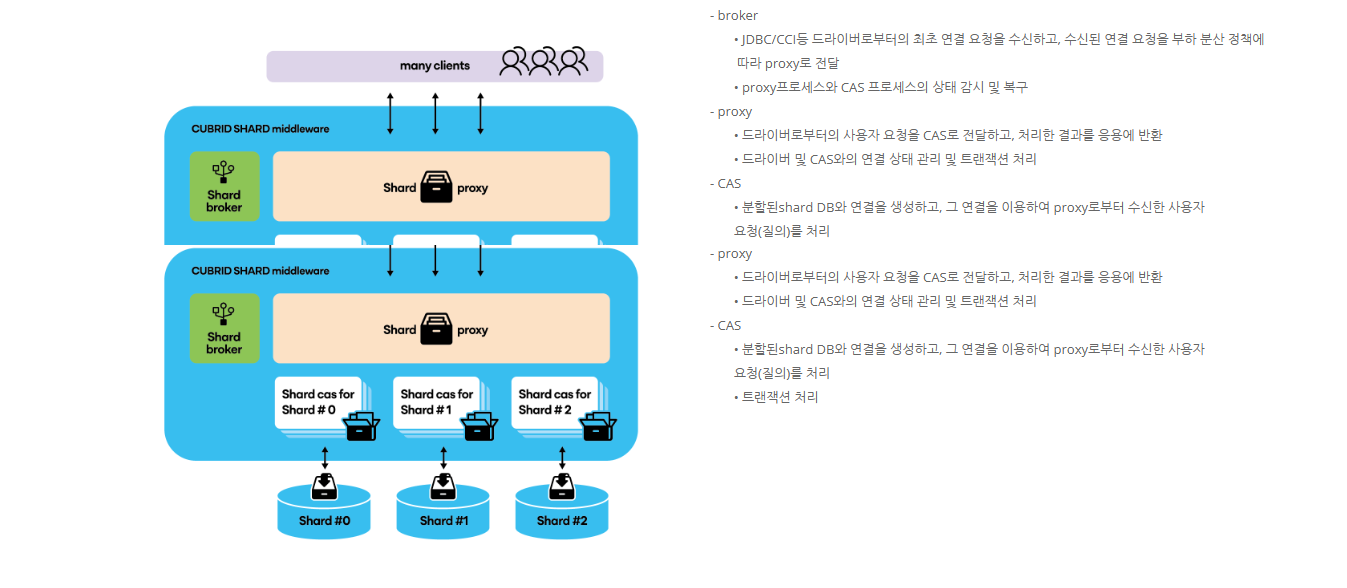 many clients
CUBRID SHARD middleware
Shard
broker
Shard proxy
CUBRID SHARD middleware
Shard
broker
Shard proxy
Shard cas for
Shard # 0
Shard cas for
Shard # 1
Shard cas for
Shard # 2
Shard #0
Shard #1
Shard #2
- broker
• JDBC/CCI등 드라이버로부터의 최초 연결 요청을 수신하고, 수신된 연결 요청을 부하 분산 정책에
따라 proxy로 전달
• proxy프로세스와 CAS 프로세스의 상태 감시 및 복구
- proxy
• 드라이버로부터의 사용자 요청을 CAS로 전달하고, 처리한 결과를 응용에 반환
• 드라이버 및 CAS와의 연결 상태 관리 및 트랜잭션 처리
- CAS
• 분할된shard DB와 연결을 생성하고, 그 연결을 이용하여 proxy로부터 수신한 사용자
요청(질의)를 처리
- proxy
• 드라이버로부터의 사용자 요청을 CAS로 전달하고, 처리한 결과를 응용에 반환
• 드라이버 및 CAS와의 연결 상태 관리 및 트랜잭션 처리
- CAS
• 분할된shard DB와 연결을 생성하고, 그 연결을 이용하여 proxy로부터 수신한 사용자
요청(질의)를 처리
• 트랜잭션 처리